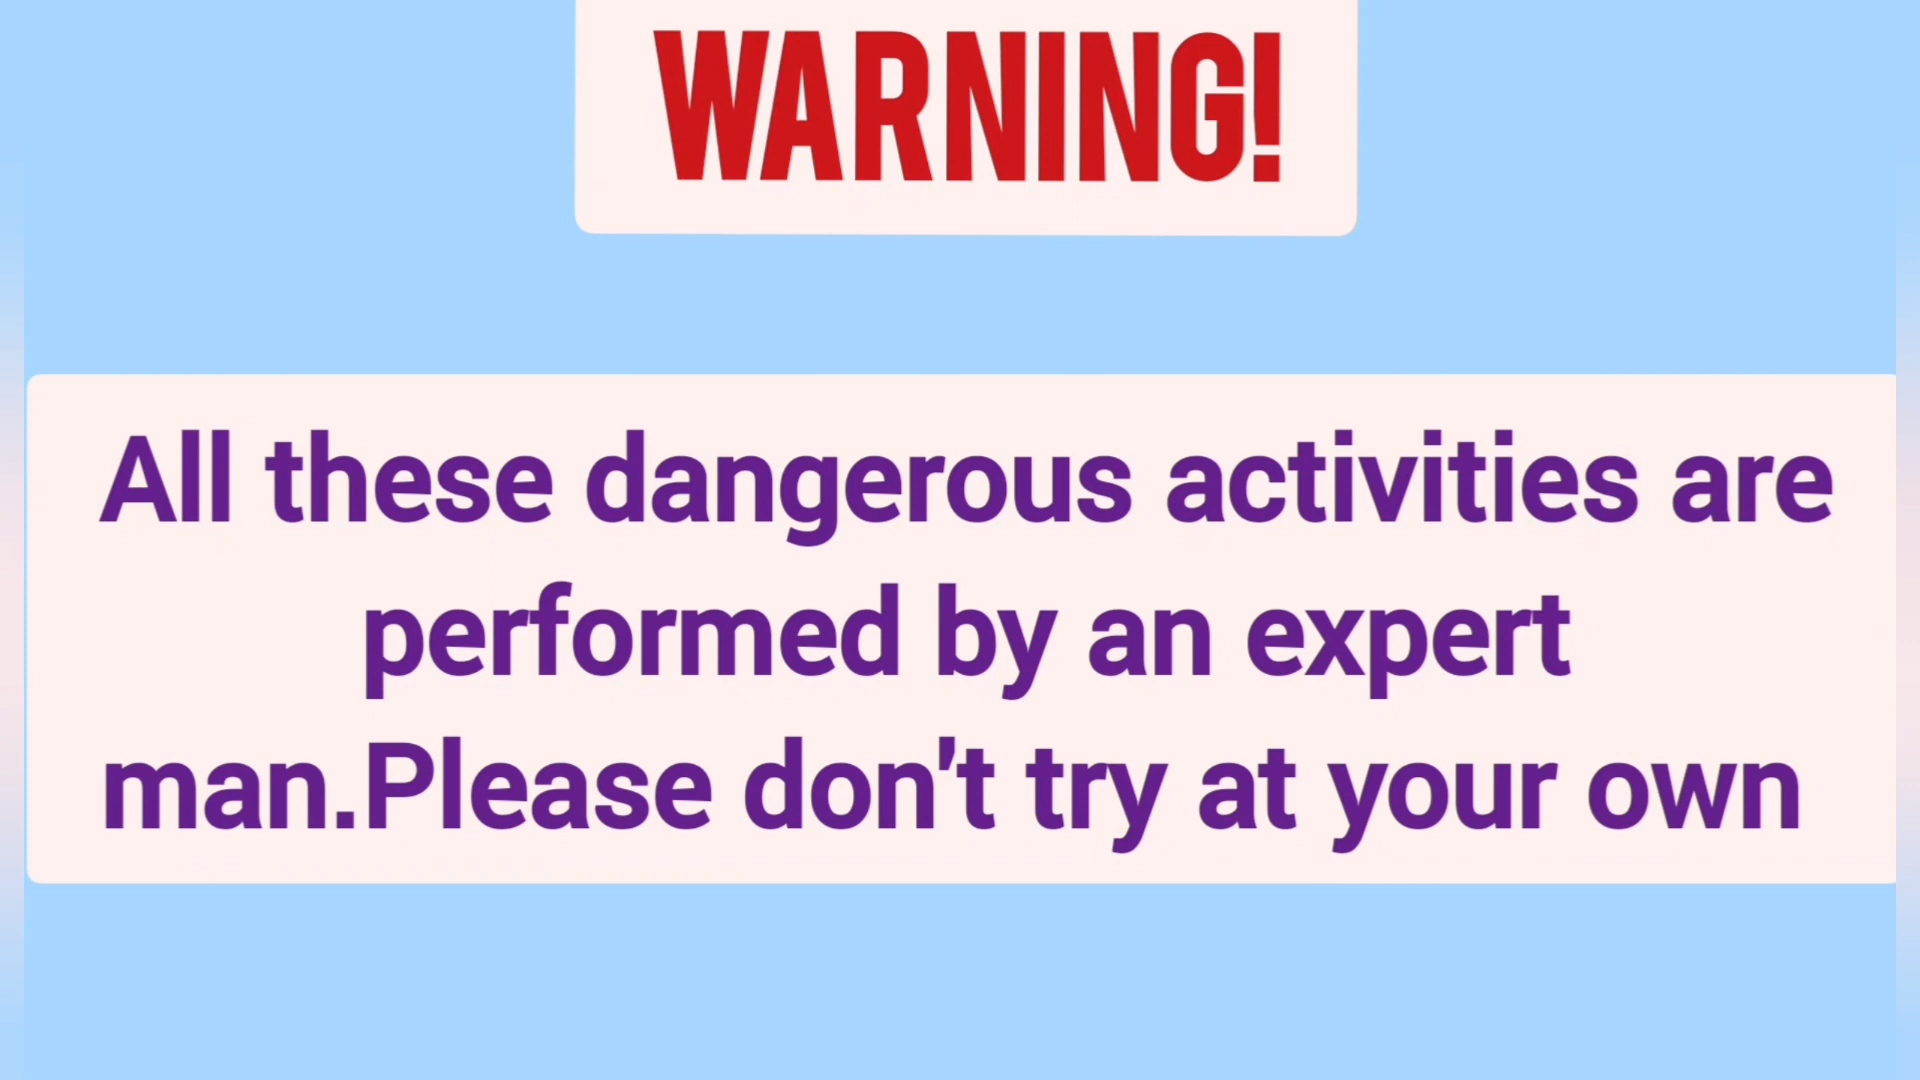 WARNING!
All these dangerous activities are
performed by an expert
man.Please don't try at your own